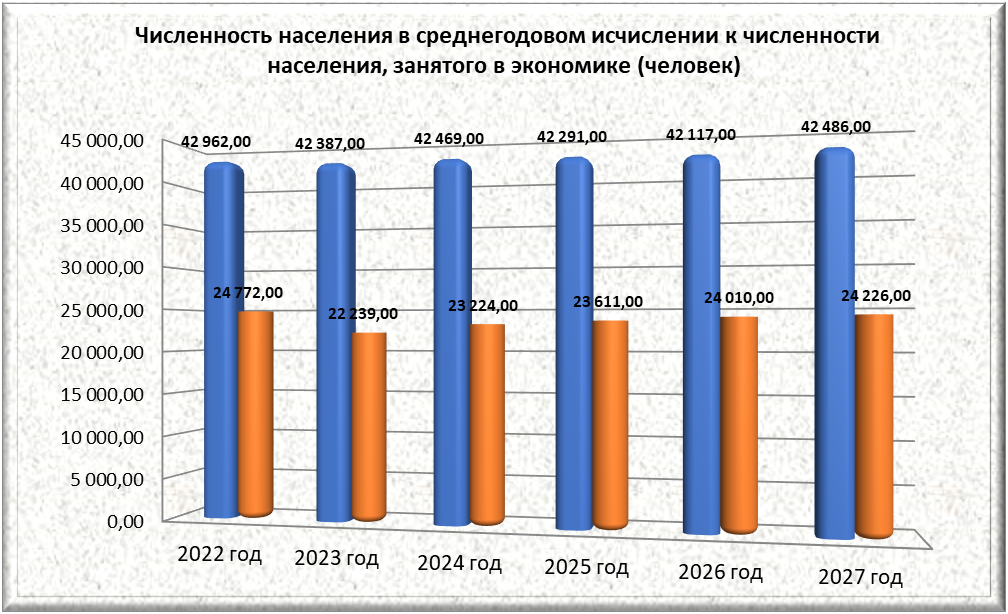 Численность населения в среднегодовом исчислении к численности
населения, занятого в экономике (человек)
45 000,00
40 000,00
35 000,00
30 000,00
25 000,00
20 000,00
15 000,00
10 000,00
5 000,00
0,00
42 962,00
42 387,00
42 469,00
42 291,00
42 117,00
42 486,00
24 772,00
22 239,00
23 224,00
23 611,00
24 010,00
24 226,00
2022 год
2023 год
2024 год
2025 год
2026 год
2027 год